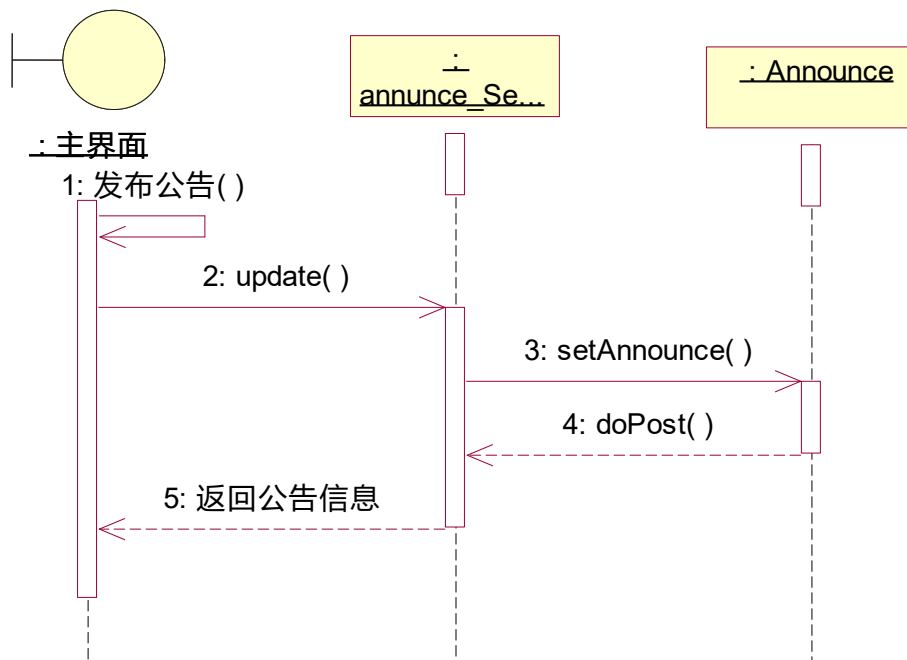 :
annunce_Se...
: Announce
: 主界面
1: 发布公告( )
2: update( )
3: setAnnounce( )
4: doPost( )
5: 返回公告信息